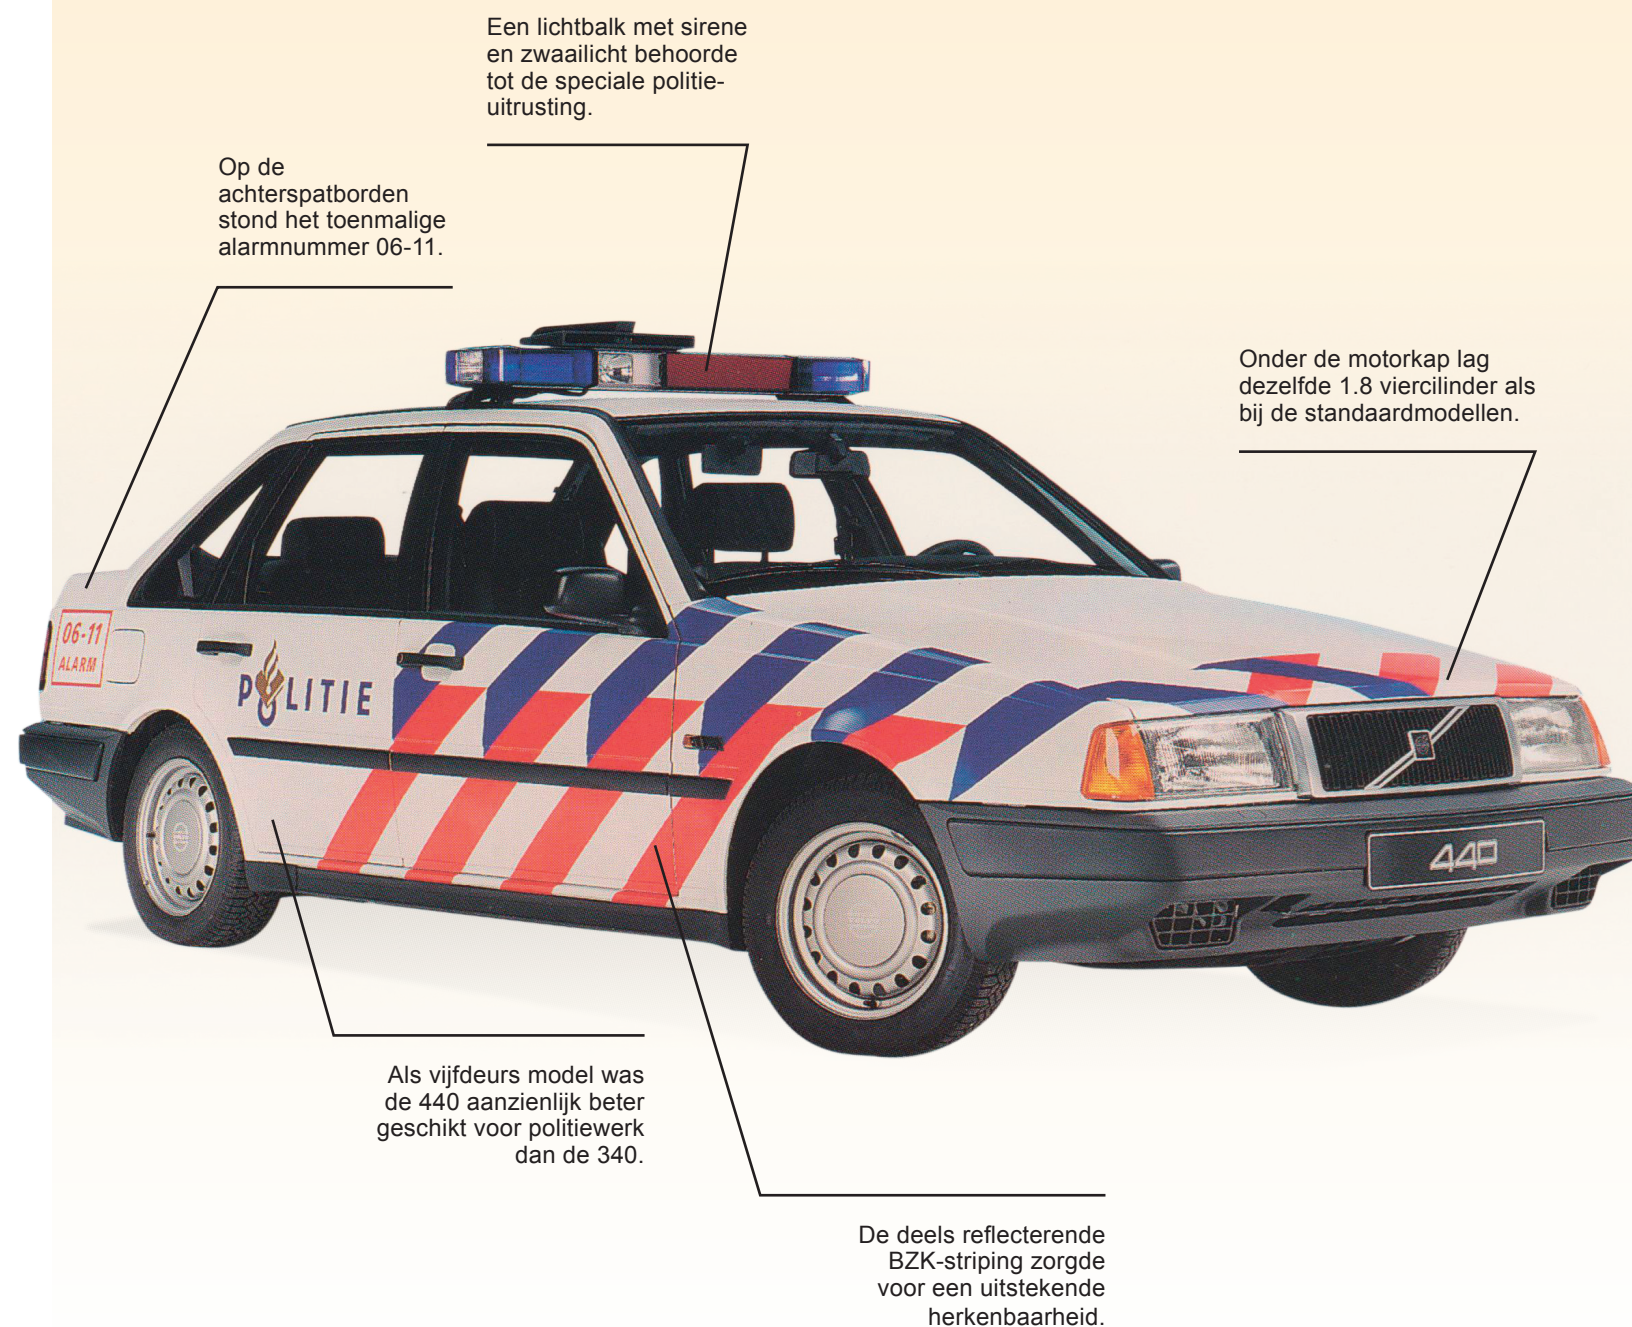 Een lichtbalk met sirene
en zwaailicht behoorde
tot de speciale politie-
uitrusting.
Op de
achterspatborden
stond het toenmalige
alarmnummer 06-11.
Onder de motorkap lag
dezelfde 1.8 viercilinder als
bij de standaardmodellen.
06-11
ALARM
POLITIE
440
Als vijfdeurs model was
de 440 aanzienlijk beter
geschikt voor politiewerk
dan de 340.
De deels reflecterende
BZK-striping zorgde
voor een uitstekende
herkenbaarheid.